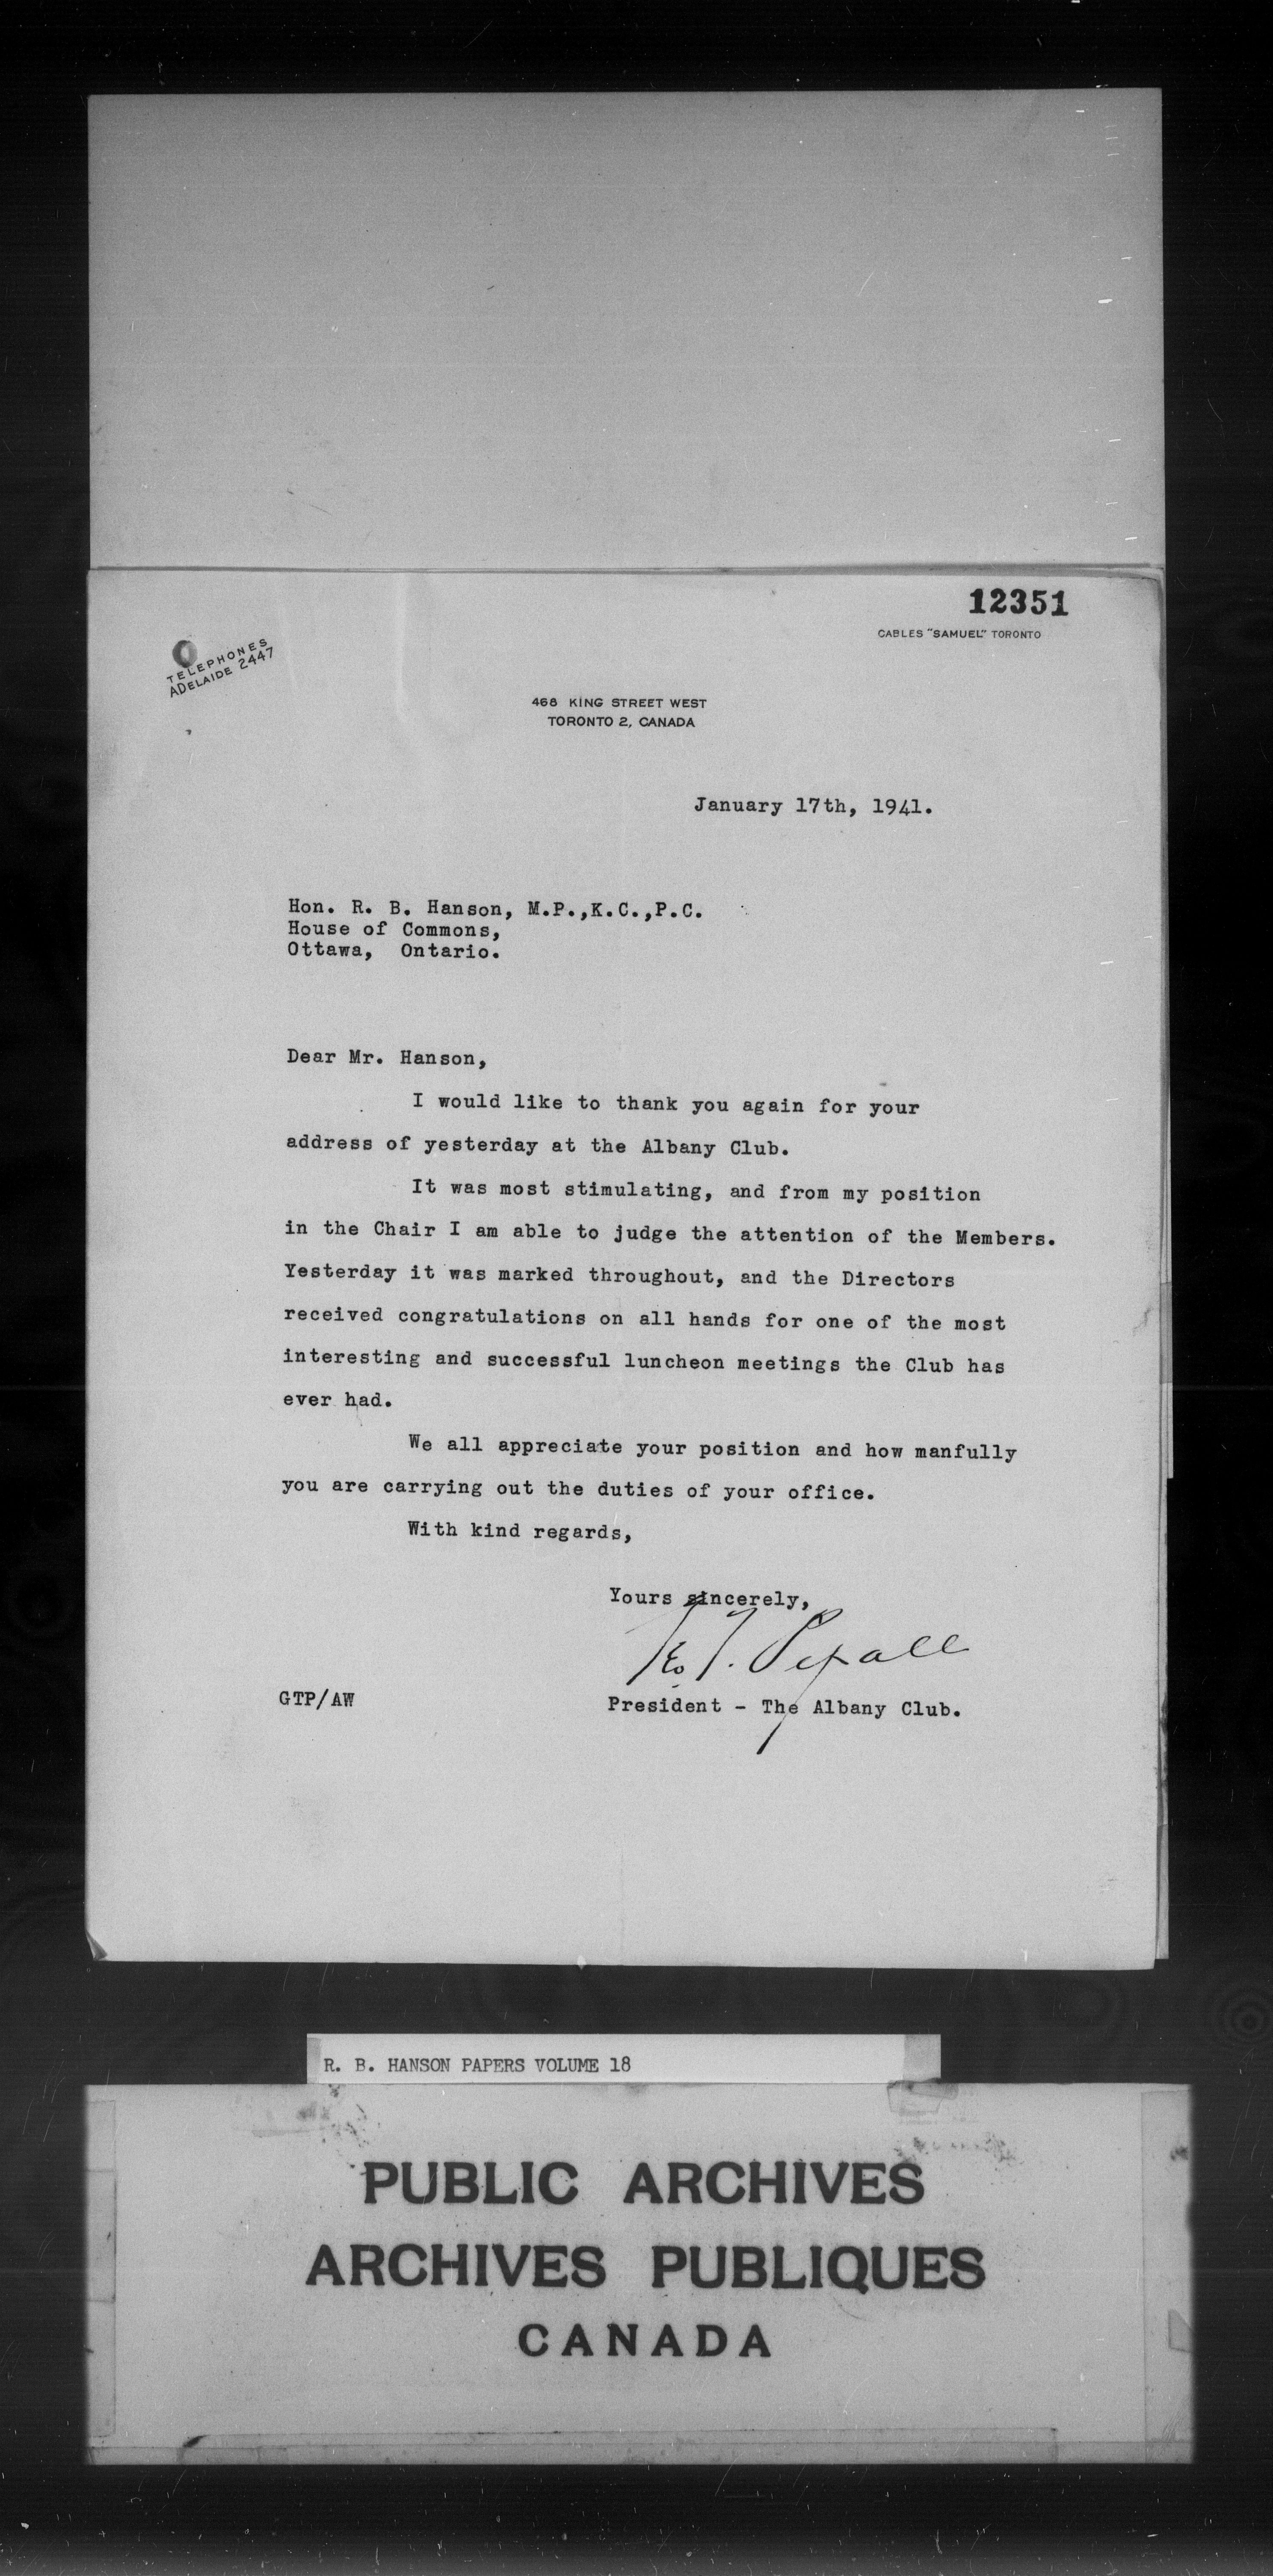 12351
CABLES "SAMUEL" TORONTO
TELEPHONES
ADELAIDE 2447
468 KING STREET WEST
TORONTO 2, CANADA
January 17th, 1941.
Hon. R. B. Hanson, M.P.,K.C.,P.C.
House of Commons,
Ottawa, Ontario.
Dear Mr. Hanson,
I would like to thank you again for your
address of yesterday at the Albany Club.
It was most stimulating, and from my position
in the Chair I am able to judge the attention of the Members.
Yesterday it was marked throughout, and the Directors
received congratulations on all hands for one of the most
interesting and successful luncheon meetings the Club has
ever had.
We all appreciate your position and how manfully
you are carrying out the duties of your office.
With kind regards,
Yours sincerely,
Geo T. Pepall
GTP/AW
President - The Albany Club.
R. B. HANSON PAPERS VOLUME 18
PUBLIC ARCHIVES
ARCHIVES PUBLIQUES
CANADA